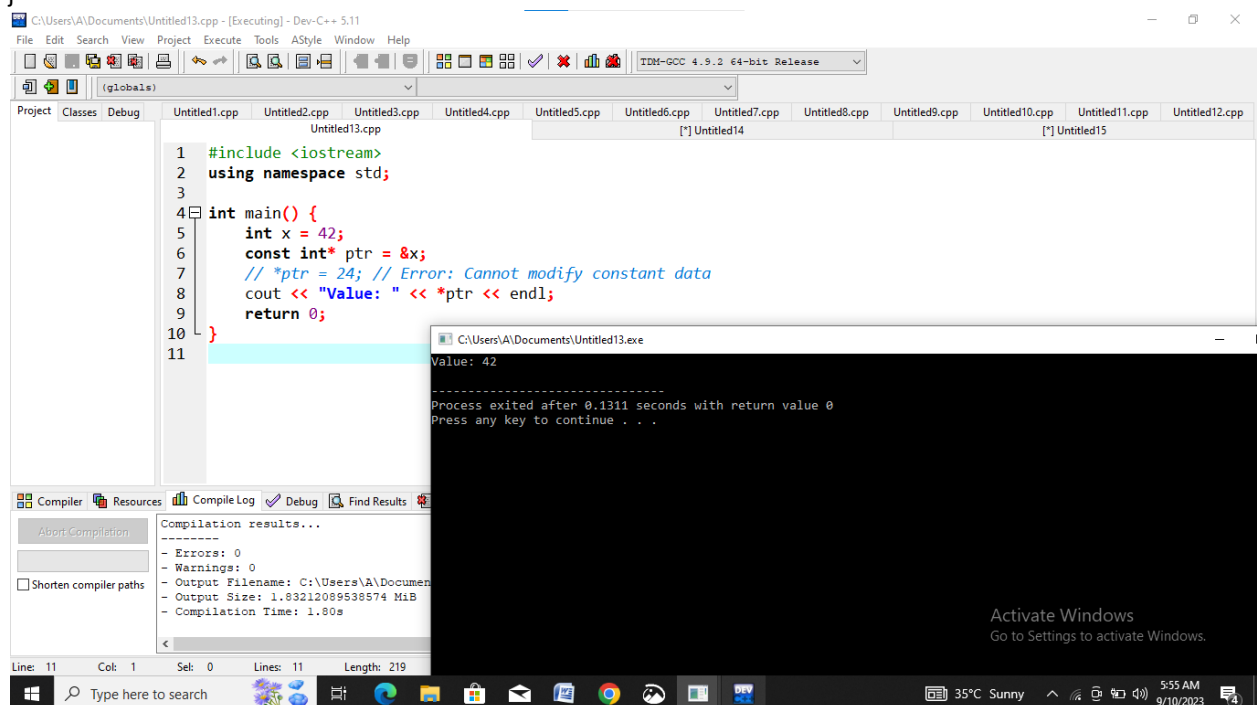 C:\Users\A\Documents\Untitled13.cpp - [Executing] - Dev-C++ 5.11
File Edit Search View Project Execute Tools AStyle Window Help
TDM-GCC 4.9.2 64-bit Release
(globals)
Project Classes Debug Untitled1.cpp Untitled2.cpp Untitled3.cpp Untitled4.cpp Untitled5.cpp Untitled6.cpp Untitled7.cpp Untitled8.cpp Untitled9.cpp Untitled10.cpp Untitled11.cpp Untitled12.cpp
Untitled13.cpp [*] Untitled14 [*] Untitled15
1 #include <iostream>
2 using namespace std;
3
4 int main() {
5 int x = 42;
6 const int* ptr = &x;
7 // *ptr = 24; // Error: Cannot modify constant data
8 cout << "Value: " << *ptr << endl;
9 return 0;
10 }
11
C:\Users\A\Documents\Untitled13.exe
Value: 42
--------------------------------
Process exited after 0.1311 seconds with return value 0
Press any key to continue . . .
Compiler Resources Compile Log Debug Find Results
Abort Compilation
Shorten compiler paths
Compilation results...
--------
- Errors: 0
- Warnings: 0
- Output Filename: C:\Users\A\Documen
- Output Size: 1.83212089538574 MiB
- Compilation Time: 1.80s
Activate Windows
Go to Settings to activate Windows.
Line: 11 Col: 1 Sel: 0 Lines: 11 Length: 219
Type here to search
DEV
35°C Sunny
5:55 AM
9/10/2023
4